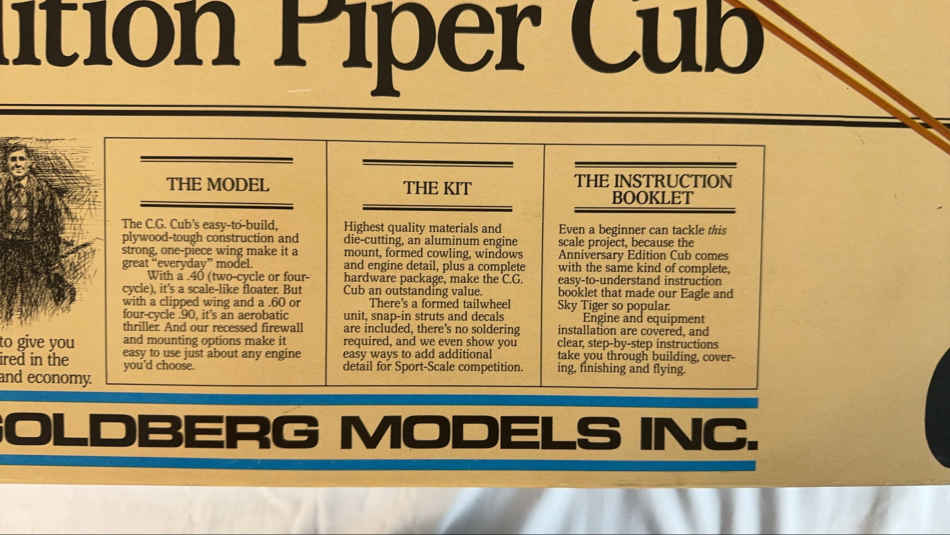 ition Piper Cub
THE MODEL
The C.G. Cub's easy-to-build,
plywood-tough construction and
strong, one-piece wing make it a
great "everyday" model.
With a .40 (two-cycle or four-
cycle), it's a scale-like floater. But
with a clipped wing and a .60 or
four-cycle .90, it's an aerobatic
thriller. And our recessed firewall
and mounting options make it
easy to use just about any engine
you'd choose.
THE KIT
Highest quality materials and
die-cutting, an aluminum engine
mount, formed cowling, windows
and engine detail, plus a complete
hardware package, make the C.G.
Cub an outstanding value.
There's a formed tailwheel
unit, snap-in struts and decals
are included, there's no soldering
required, and we even show you
easy ways to add additional
detail for Sport-Scale competition.
THE INSTRUCTION
BOOKLET
Even a beginner can tackle this
scale project, because the
Anniversary Edition Cub comes
with the same kind of complete,
easy-to-understand instruction
booklet that made our Eagle and
Sky Tiger so popular.
Engine and equipment
installation are covered, and
clear, step-by-step instructions
take you through building, cover-
ing, finishing and flying.
to give you
ired in the
and economy.
GOLDBERG MODELS INC.